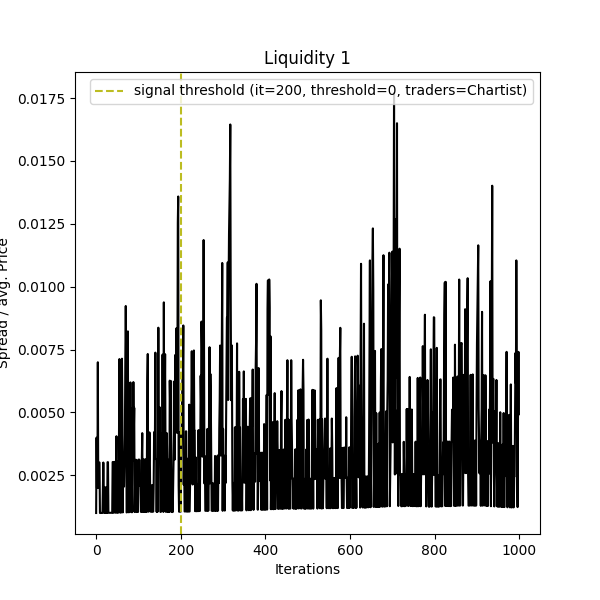 Liquidity 1
signal threshold (it=200, threshold=0, traders=Chartist)
0.0175
0.0150
0.0125
0.0100
0.0075
0.0050
0.0025
Spread / avg. Price
0 200 400 600 800 1000
Iterations